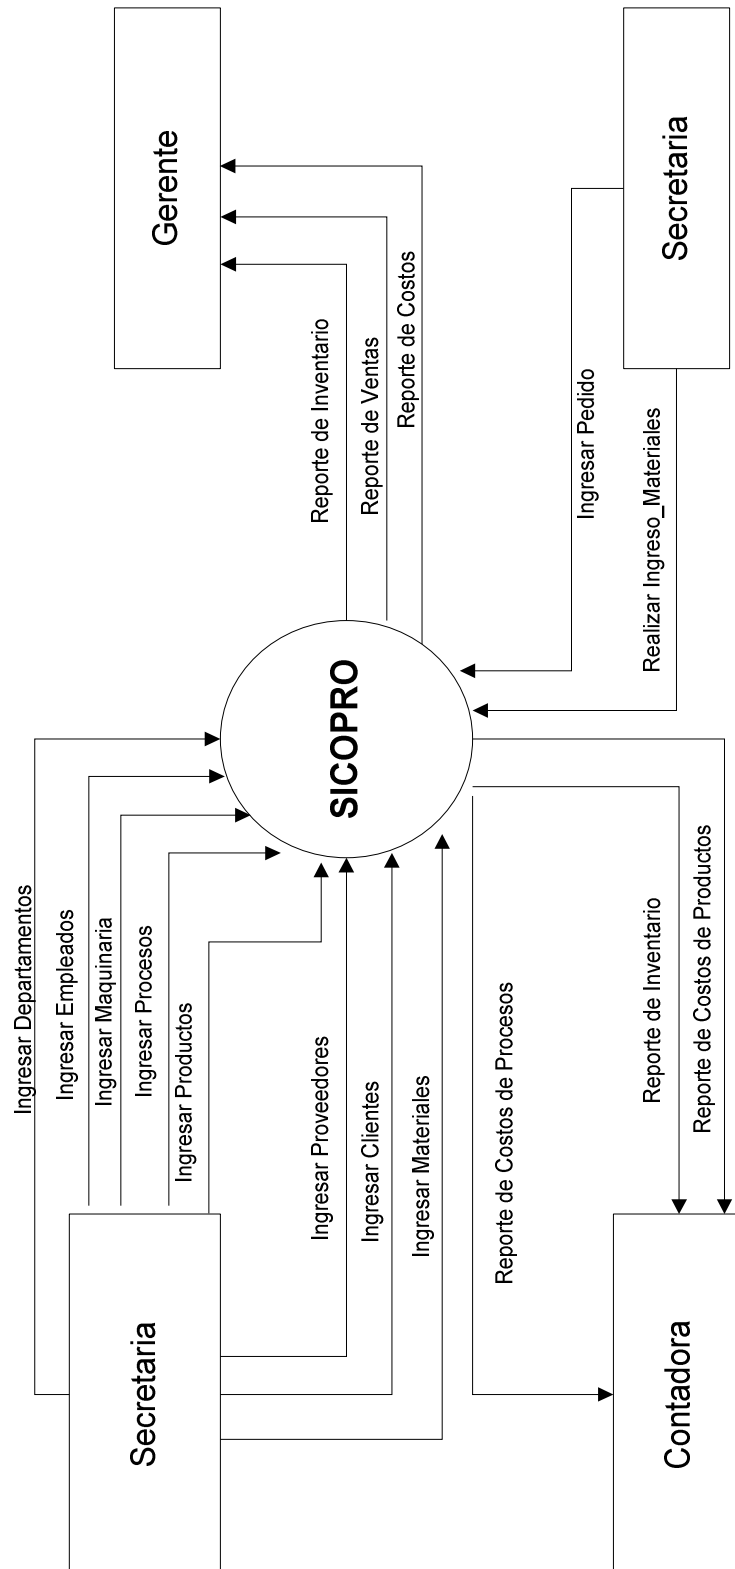 Ingresar Departamentos
Ingresar Empleados
Ingresar Maquinaria
Ingresar Procesos
Ingresar Productos
Secretaria
Gerente
Ingresar Proveedores
Ingresar Clientes
Ingresar Materiales
SICOPRO
Reporte de Inventario
Reporte de Ventas
Reporte de Costos
Reporte de Costos de Procesos
Ingresar Pedido
Reporte de Inventario
Realizar Ingreso_Materiales
Reporte de Costos de Productos
Contadora
Secretaria